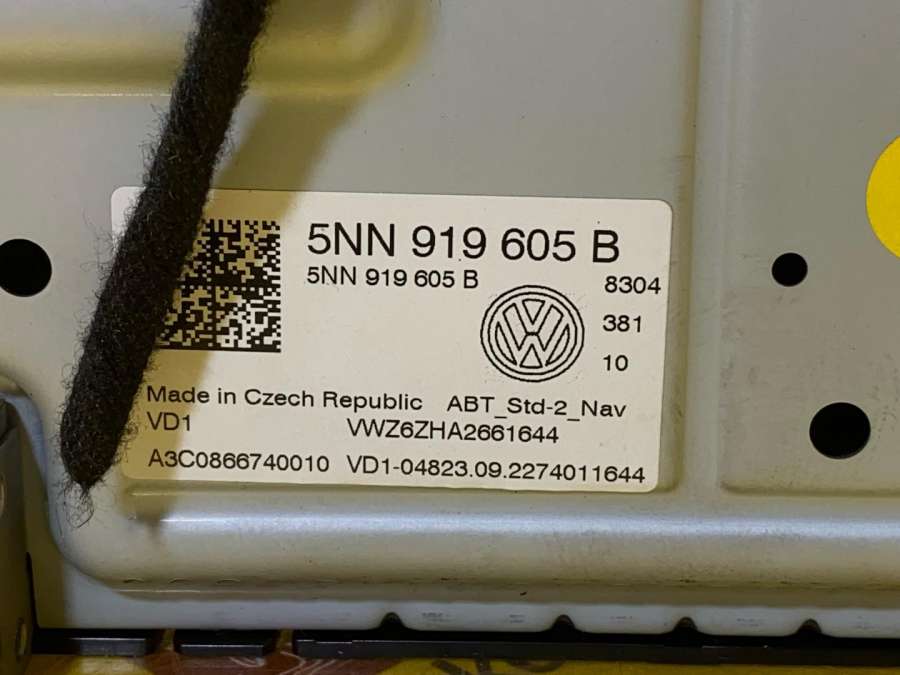 5NN 919 605 B
5NN 919 605 B
8304
381
10
Made in Czech Republic ABT_Std-2_Nav
VD1 VWZ6ZHA2661644
A3C0866740010 VD1-04823.09.2274011644